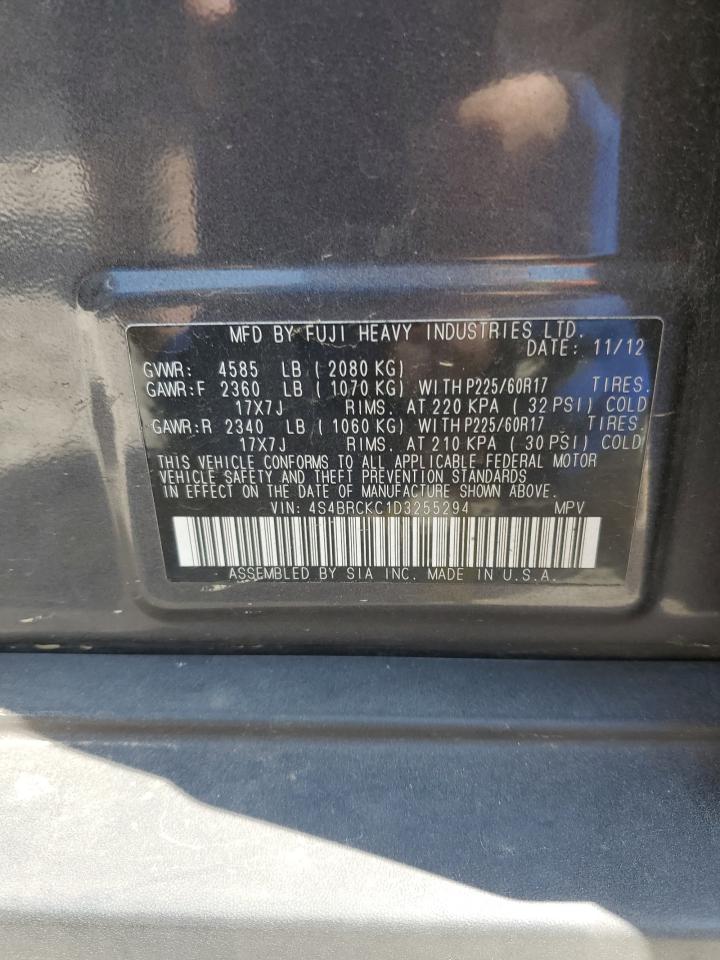 MFD BY FUJI HEAVY INDUSTRIES LTD.
DATE: 11/12
GVWR: 4585 LB ( 2080 KG)
GAWR:F 2360 LB ( 1070 KG) WITH P225/60R17 TIRES.
17X7J RIMS. AT 220 KPA ( 32 PSI) COLD
GAWR:R 2340 LB ( 1060 KG) WITH P225/60R17 TIRES.
17X7J RIMS. AT 210 KPA ( 30 PSI) COLD
THIS VEHICLE CONFORMS TO ALL APPLICABLE FEDERAL MOTOR
VEHICLE SAFETY AND THEFT PREVENTION STANDARDS
IN EFFECT ON THE DATE OF MANUFACTURE SHOWN ABOVE.
VIN: 4S4BRCKC1D3255294 MPV
ASSEMBLED BY SIA INC. MADE IN U.S.A.